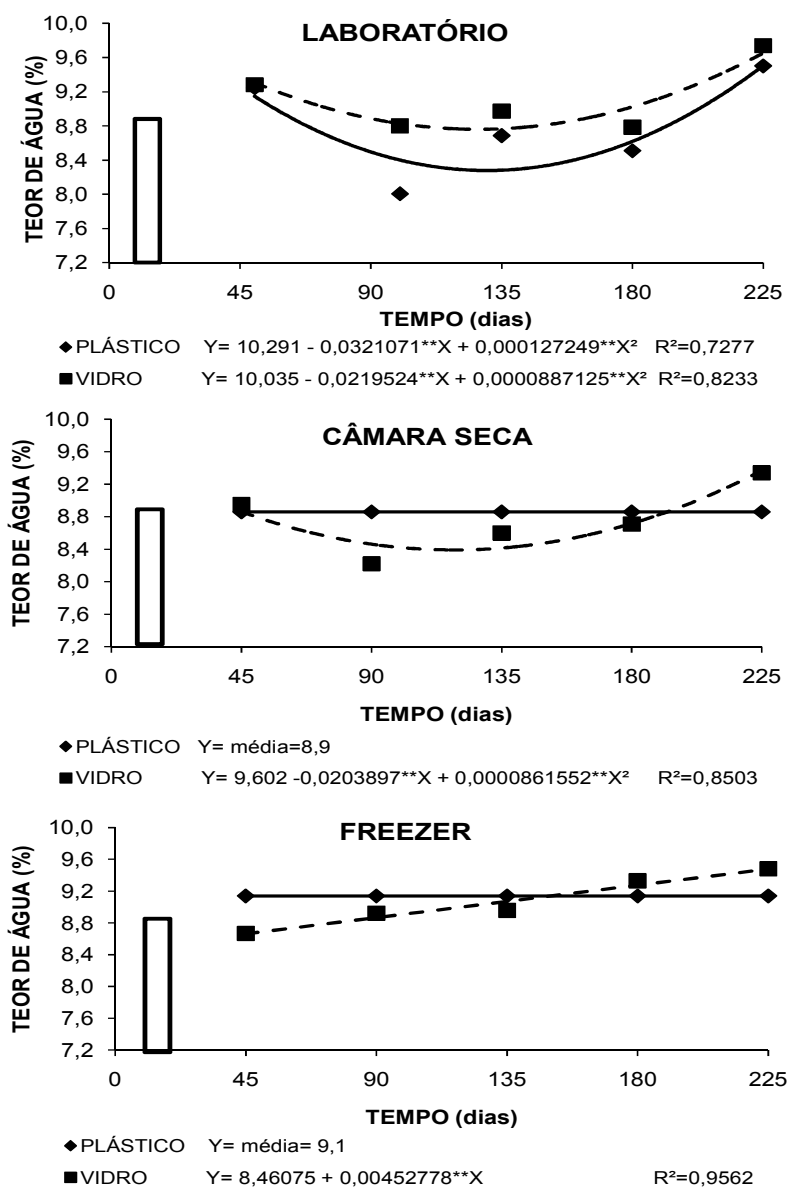 LABORATÓRIO
TEOR DE ÁGUA (%)
10,0
9,6
9,2
8,8
8,4
8,0
7,6
7,2
0 45 90 135 180 225
TEMPO (dias)
PLÁSTICO Y= 10,291 - 0,0321071**X + 0,000127249**X² R²=0,7277
VIDRO Y= 10,035 - 0,0219524**X + 0,0000887125**X² R²=0,8233
CÂMARA SECA
TEOR DE ÁGUA (%)
10,0
9,6
9,2
8,8
8,4
8,0
7,6
7,2
0 45 90 135 180 225
TEMPO (dias)
PLÁSTICO Y= média=8,9
VIDRO Y= 9,602 -0,0203897**X + 0,0000861552**X² R²=0,8503
FREEZER
TEOR DE ÁGUA (%)
10,0
9,6
9,2
8,8
8,4
8,0
7,6
7,2
0 45 90 135 180 225
TEMPO (dias)
PLÁSTICO Y= média= 9,1
VIDRO Y= 8,46075 + 0,00452778**X R²=0,9562